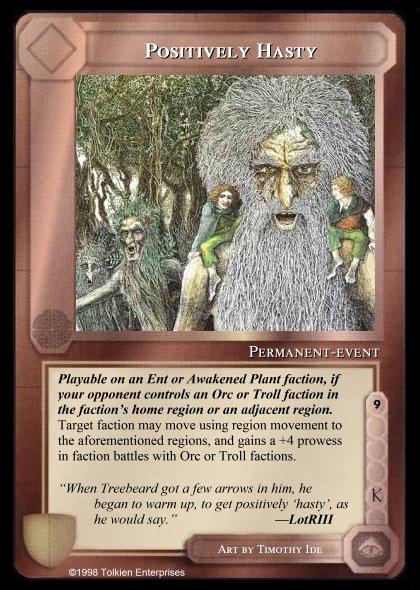 Positively Hasty
Permanent-event
Playable on an Ent or Awakened Plant faction, if
your opponent controls an Orc or Troll faction in
the faction's home region or an adjacent region.
Target faction may move using region movement to
the aforementioned regions, and gains a +4 prowess
in faction battles with Orc or Troll factions.
9
K
“When Treebeard got a few arrows in him, he
began to warm up, to get positively ‘hasty’, as
he would say.” —LotRIII
Art by Timothy Ide
©1998 Tolkien Enterprises